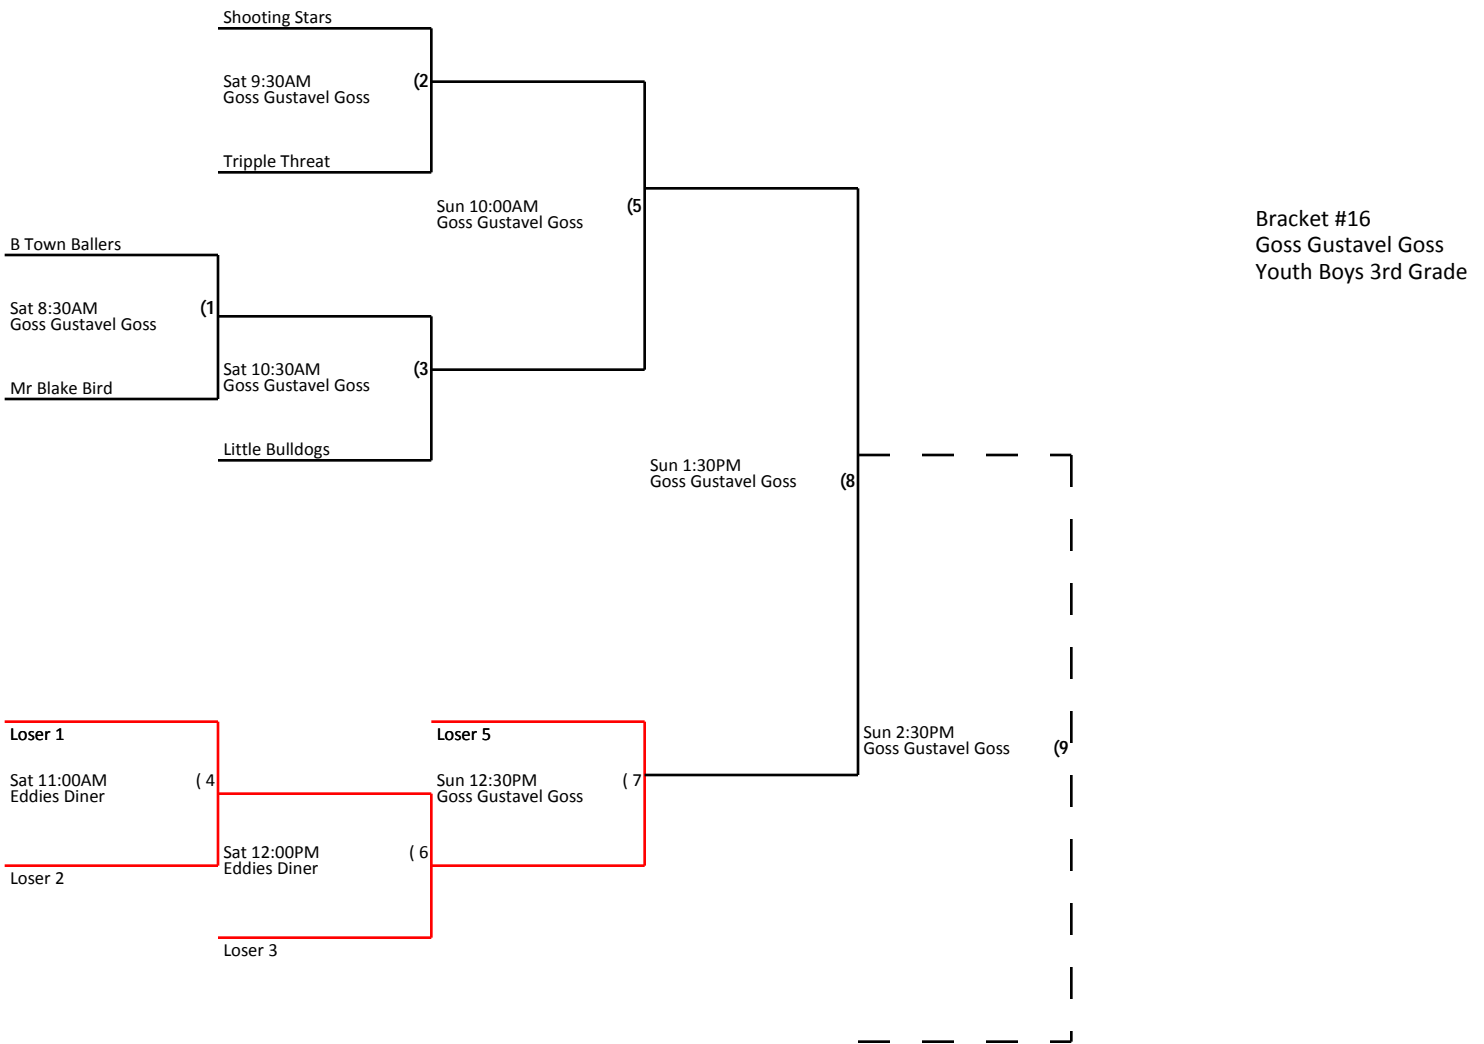 Shooting Stars
Sat 9:30AM
Goss Gustavel Goss
(2
Tripple Threat
Sun 10:00AM
Goss Gustavel Goss
(5
B Town Ballers
Sat 8:30AM
Goss Gustavel Goss
(1
Mr Blake Bird
Sat 10:30AM
Goss Gustavel Goss
(3
Little Bulldogs
Bracket #16
Goss Gustavel Goss
Youth Boys 3rd Grade
Sun 1:30PM
Goss Gustavel Goss
(8
Loser 1
Sat 11:00AM
Eddies Diner
( 4
Loser 2
Sat 12:00PM
Eddies Diner
( 6
Loser 3
Loser 5
Sun 12:30PM
Goss Gustavel Goss
( 7
Sun 2:30PM
Goss Gustavel Goss
(9